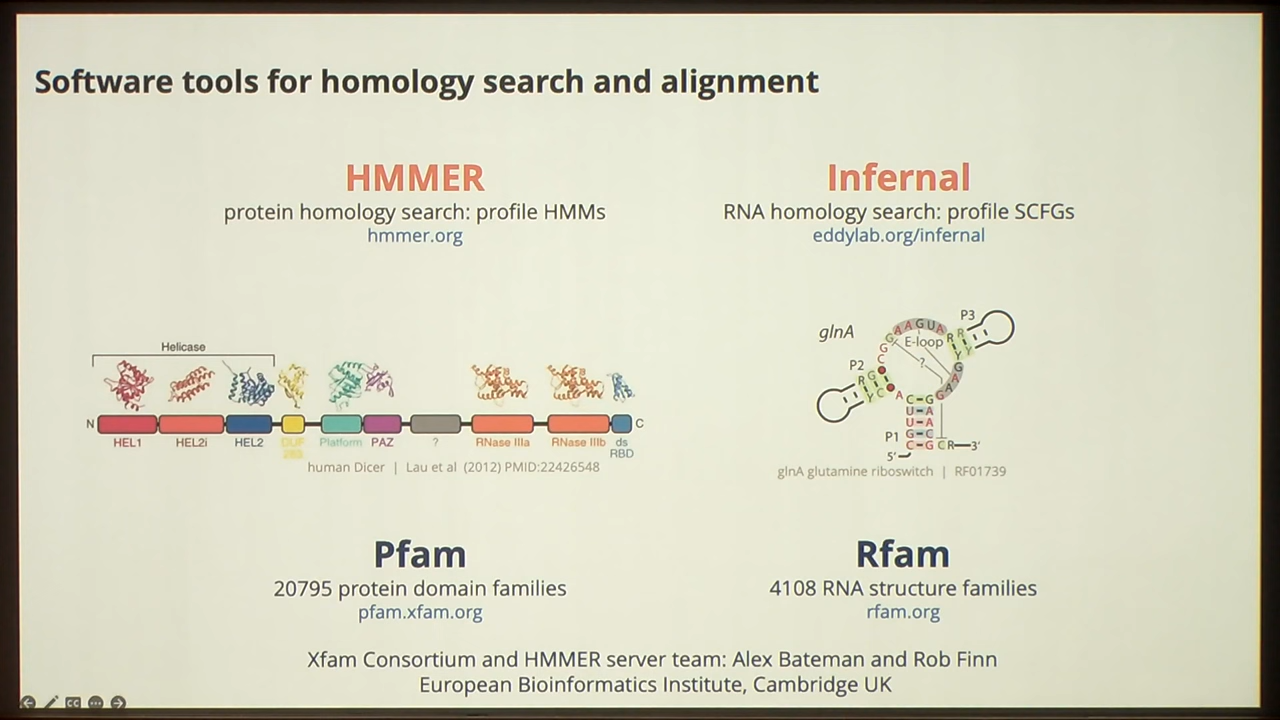 Software tools for homology search and alignment
HMMER
protein homology search: profile HMMs
hmmer.org
Infernal
RNA homology search: profile SCFGs
eddylab.org/infernal
Helicase
N
C
HEL1 HEL2i HEL2 DUF 283 Platform PAZ ? RNase IIIa RNase IIIb ds RBD
human Dicer | Lau et al (2012) PMID:22426548
glnA
P3
E-loop
?
P2
P1
5'
3'
glnA glutamine riboswitch | RF01739
Pfam
20795 protein domain families
pfam.xfam.org
Rfam
4108 RNA structure families
rfam.org
Xfam Consortium and HMMER server team: Alex Bateman and Rob Finn
European Bioinformatics Institute, Cambridge UK